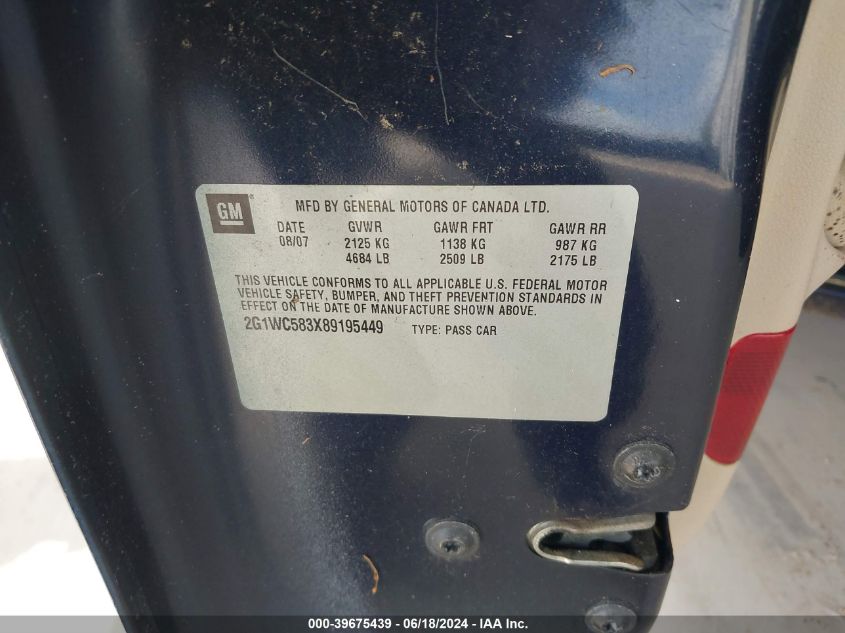 GM
MFD BY GENERAL MOTORS OF CANADA LTD.
DATE GVWR GAWR FRT GAWR RR
08/07 2125 KG 1138 KG 987 KG
4684 LB 2509 LB 2175 LB
THIS VEHICLE CONFORMS TO ALL APPLICABLE U.S. FEDERAL MOTOR
VEHICLE SAFETY, BUMPER, AND THEFT PREVENTION STANDARDS IN
EFFECT ON THE DATE OF MANUFACTURE SHOWN ABOVE.
2G1WC583X89195449 TYPE: PASS CAR
000-39675439 - 06/18/2024 - IAA Inc.